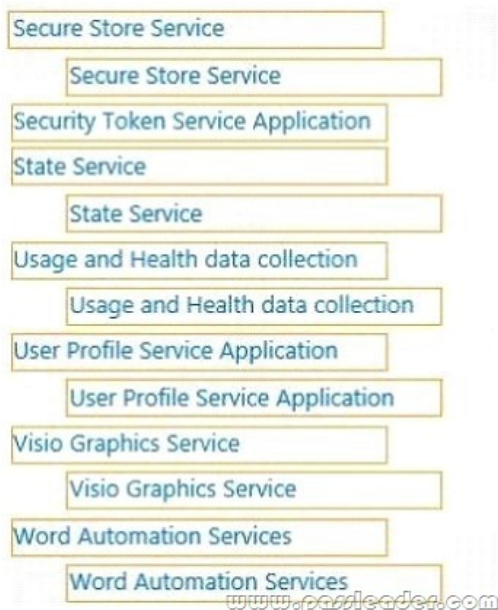 Secure Store Service
Secure Store Service
Security Token Service Application
State Service
State Service
Usage and Health data collection
Usage and Health data collection
User Profile Service Application
User Profile Service Application
Visio Graphics Service
Visio Graphics Service
Word Automation Services
Word Automation Services
www.passleader.com